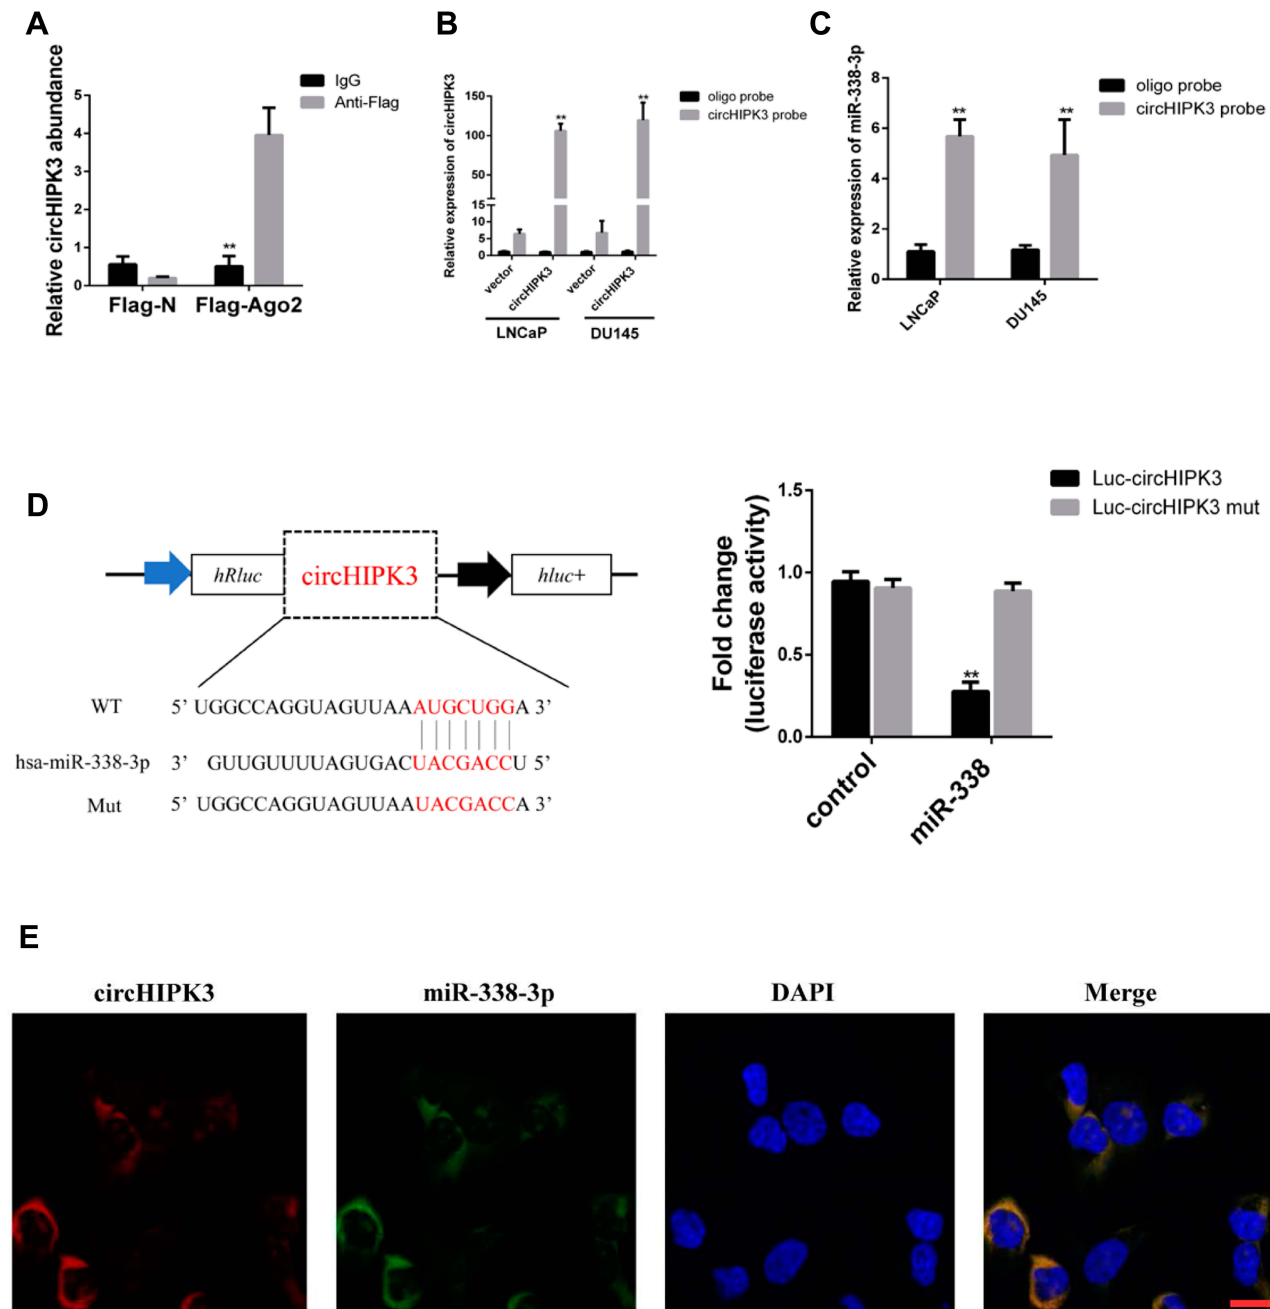 A
Relative circHIPK3 abundance
5
4
3
2
1
0
**
Flag-N Flag-Ago2
IgG
Anti-Flag
B
Relative expression of circHIPK3
150
100
50
15
10
5
0
**
**
vector
circHIPK3
vector
circHIPK3
LNCaP
DU145
oligo probe
circHIPK3 probe
C
Relative expression of miR-338-3p
8
6
4
2
0
**
**
LNCaP
DU145
oligo probe
circHIPK3 probe
D
hRluc
circHIPK3
hluc+
WT 5’ UGGCCAGGUAGUUAAAUGCUGGA 3’
hsa-miR-338-3p 3’ GUUGUUUUAGUGACUACGACCU 5’
Mut 5’ UGGCCAGGUAGUUAAUACGACCA 3’
Fold change
(luciferase activity)
1.5
1.0
0.5
0.0
**
control
miR-338
Luc-circHIPK3
Luc-circHIPK3 mut
E
circHIPK3
miR-338-3p
DAPI
Merge